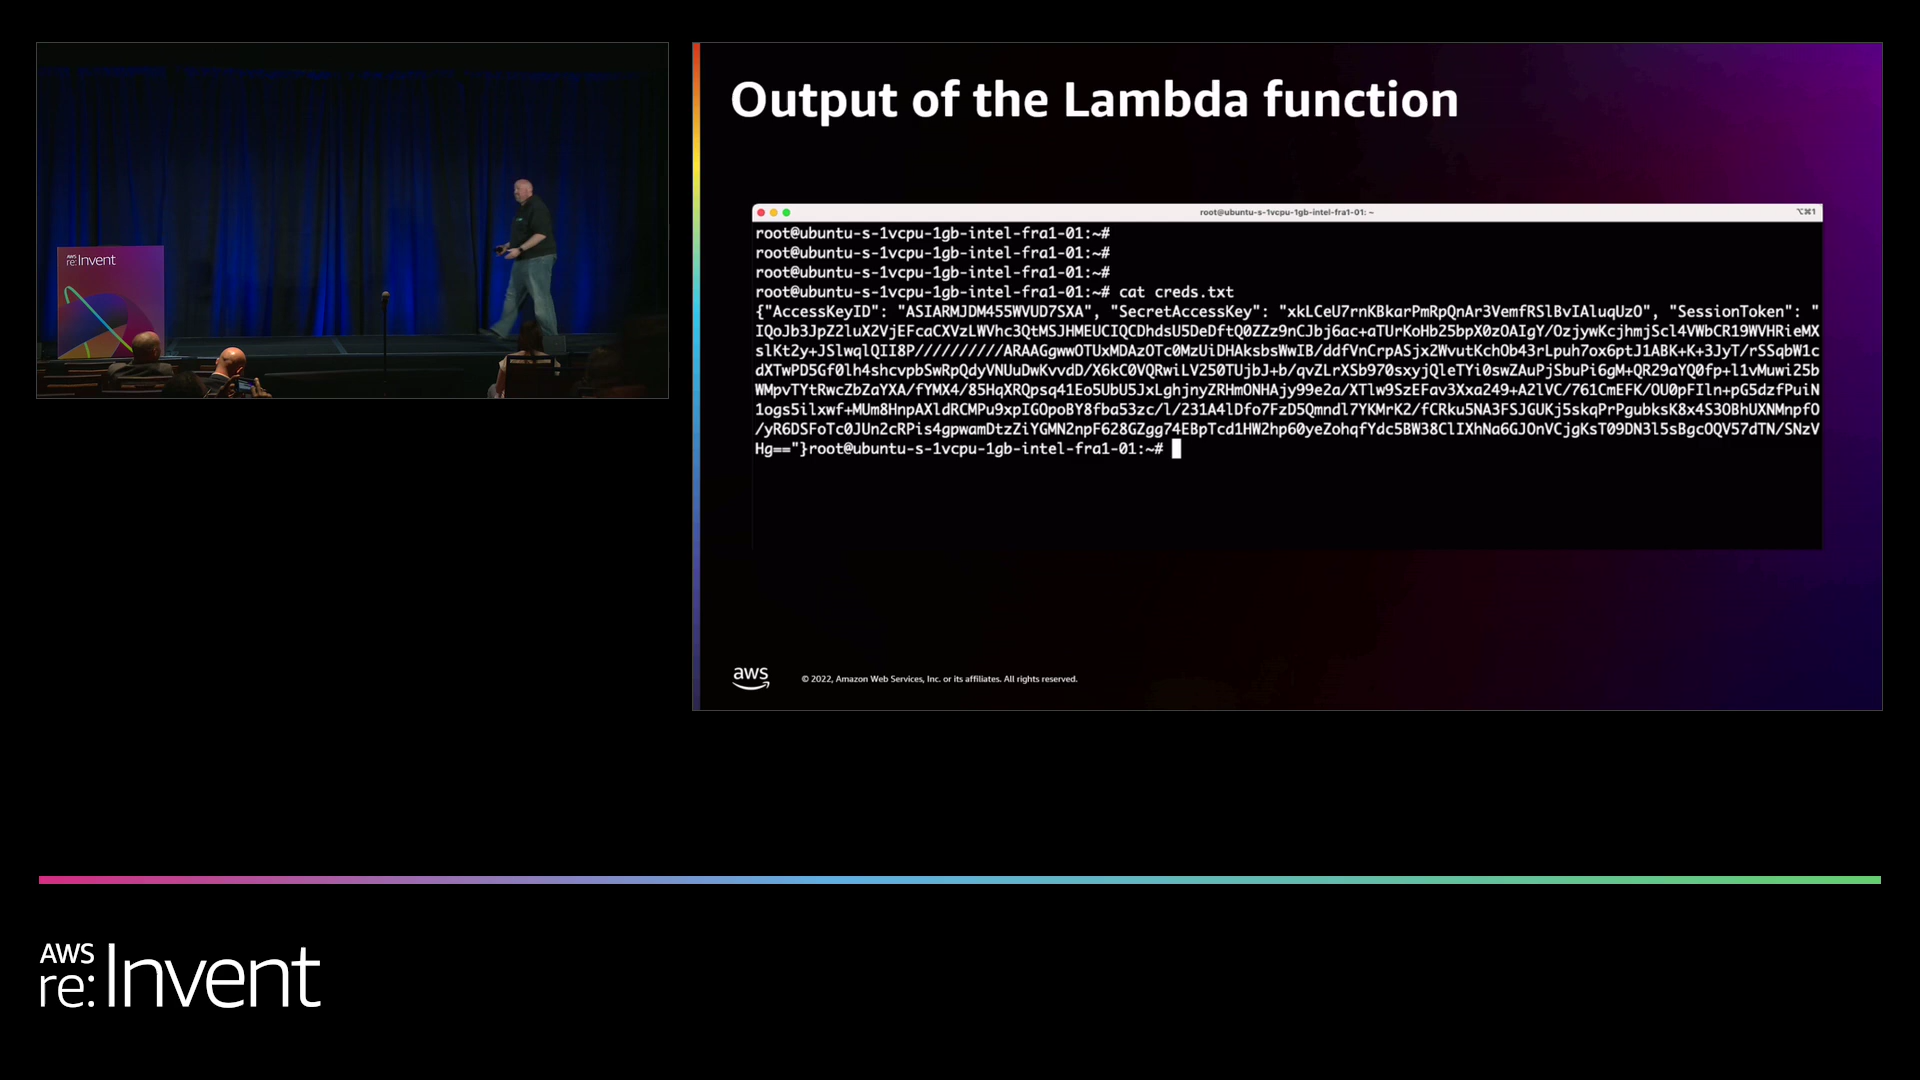 aws
re:Invent
Output of the Lambda function
root@ubuntu-s-1vcpu-1gb-intel-fra1-01: ~
⌥⌘1
root@ubuntu-s-1vcpu-1gb-intel-fra1-01:~#
root@ubuntu-s-1vcpu-1gb-intel-fra1-01:~#
root@ubuntu-s-1vcpu-1gb-intel-fra1-01:~#
root@ubuntu-s-1vcpu-1gb-intel-fra1-01:~# cat creds.txt
{"AccessKeyID": "ASIARMJDM455WVUD7SXA", "SecretAccessKey": "xkLCeU7rnKBkarPmRpQnAr3VemfRSlBvIAluqUzO", "SessionToken": "
IQoJb3JpZ2luX2VjEFcaCXVzLWVhc3QtMSJHMEUCIQCDhdsU5DeDftQ0ZZz9nCJbj6ac+aTUrKoHb25bpX0zOAIgY/OzjywKcjhmjScl4VWbCR19WVHRieMX
slKt2y+JSlwqlQII8P//////////ARAAGgwwOTUxMDAzOTc0MzUiDHAksbsWwIB/ddfVnCrpASjx2WvutKchOb43rLpuh7ox6ptJ1ABK+K+3JyT/rSSqbW1c
dXTwPD5Gf0lh4shcvpbSwRpQdyVNUuDwKvvdD/X6kC0VQRwiLV250TUjbJ+b/qvZLrXSb970sxyjQleTYi0swZAuPjSbuPi6gM+QR29aYQ0fp+l1vMuwi25b
WMpvTYtRwcZbZaYXA/fYMX4/85HqXRQpsq41Eo5UbU5JxLghjnyZRHmONHAjy99e2a/XTlw9SzEFav3Xxa249+A2lVC/761CmEFK/OU0pFIln+pG5dzfPuiN
1ogs5ilxwf+MUm8HnpAXldRCMPu9xpIGOpoBY8fba53zc/l/231A4lDfo7FzD5Qmndl7YKMrK2/fCRku5NA3FSJGUKj5skqPrPgubksK8x4S3OBhUXNMnpfO
/yR6DSFoTc0JUn2cRPis4gpwamDtzZiYGMN2npF628GZgg74EBpTcd1HW2hp60yeZohqfYdc5BW38ClIXhNa6GJOnVCjgKsT09DN3l5sBgcOQV57dTN/SNzV
Hg=="}root@ubuntu-s-1vcpu-1gb-intel-fra1-01:~#
aws
© 2022, Amazon Web Services, Inc. or its affiliates. All rights reserved.
AWS
re:Invent